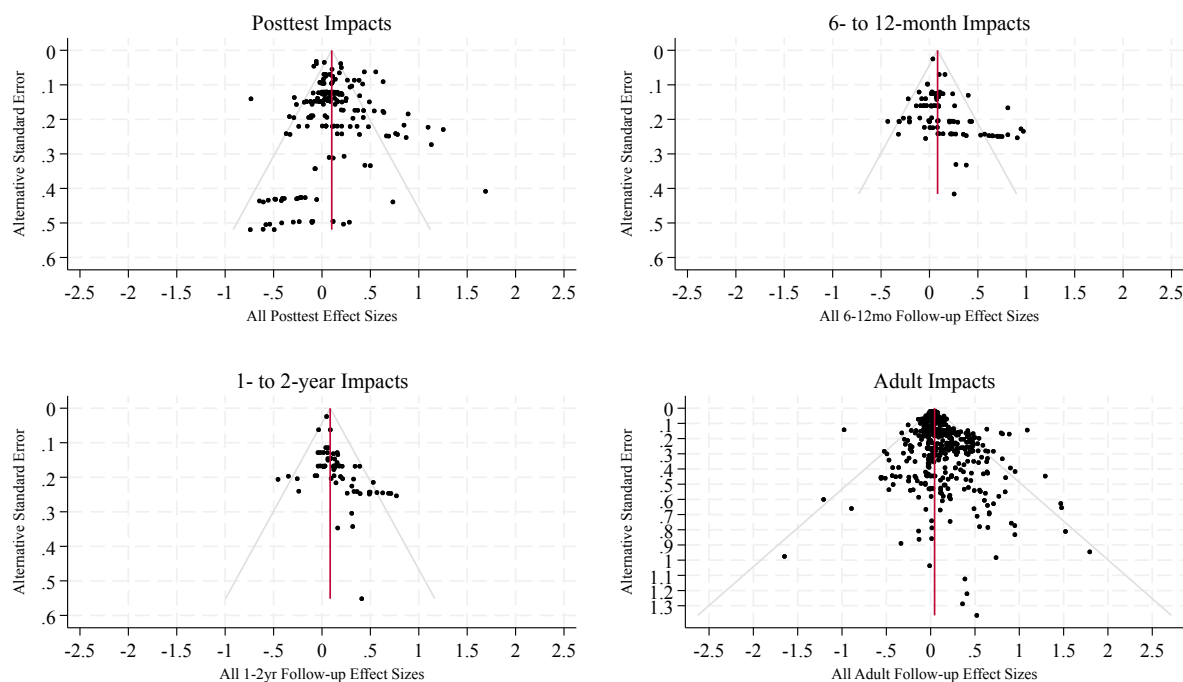 Posttest Impacts
0
.1
.2
.3
.4
.5
.6
Alternative Standard Error
-2.5 -2 -1.5 -1 -.5 0 .5 1 1.5 2 2.5
All Posttest Effect Sizes
6- to 12-month Impacts
0
.1
.2
.3
.4
.5
.6
Alternative Standard Error
-2.5 -2 -1.5 -1 -.5 0 .5 1 1.5 2 2.5
All 6-12mo Follow-up Effect Sizes
1- to 2-year Impacts
0
.1
.2
.3
.4
.5
.6
Alternative Standard Error
-2.5 -2 -1.5 -1 -.5 0 .5 1 1.5 2 2.5
All 1-2yr Follow-up Effect Sizes
Adult Impacts
0
.1
.2
.3
.4
.5
.6
.7
.8
.9
1
1.1
1.2
1.3
Alternative Standard Error
-2.5 -2 -1.5 -1 -.5 0 .5 1 1.5 2 2.5
All Adult Follow-up Effect Sizes